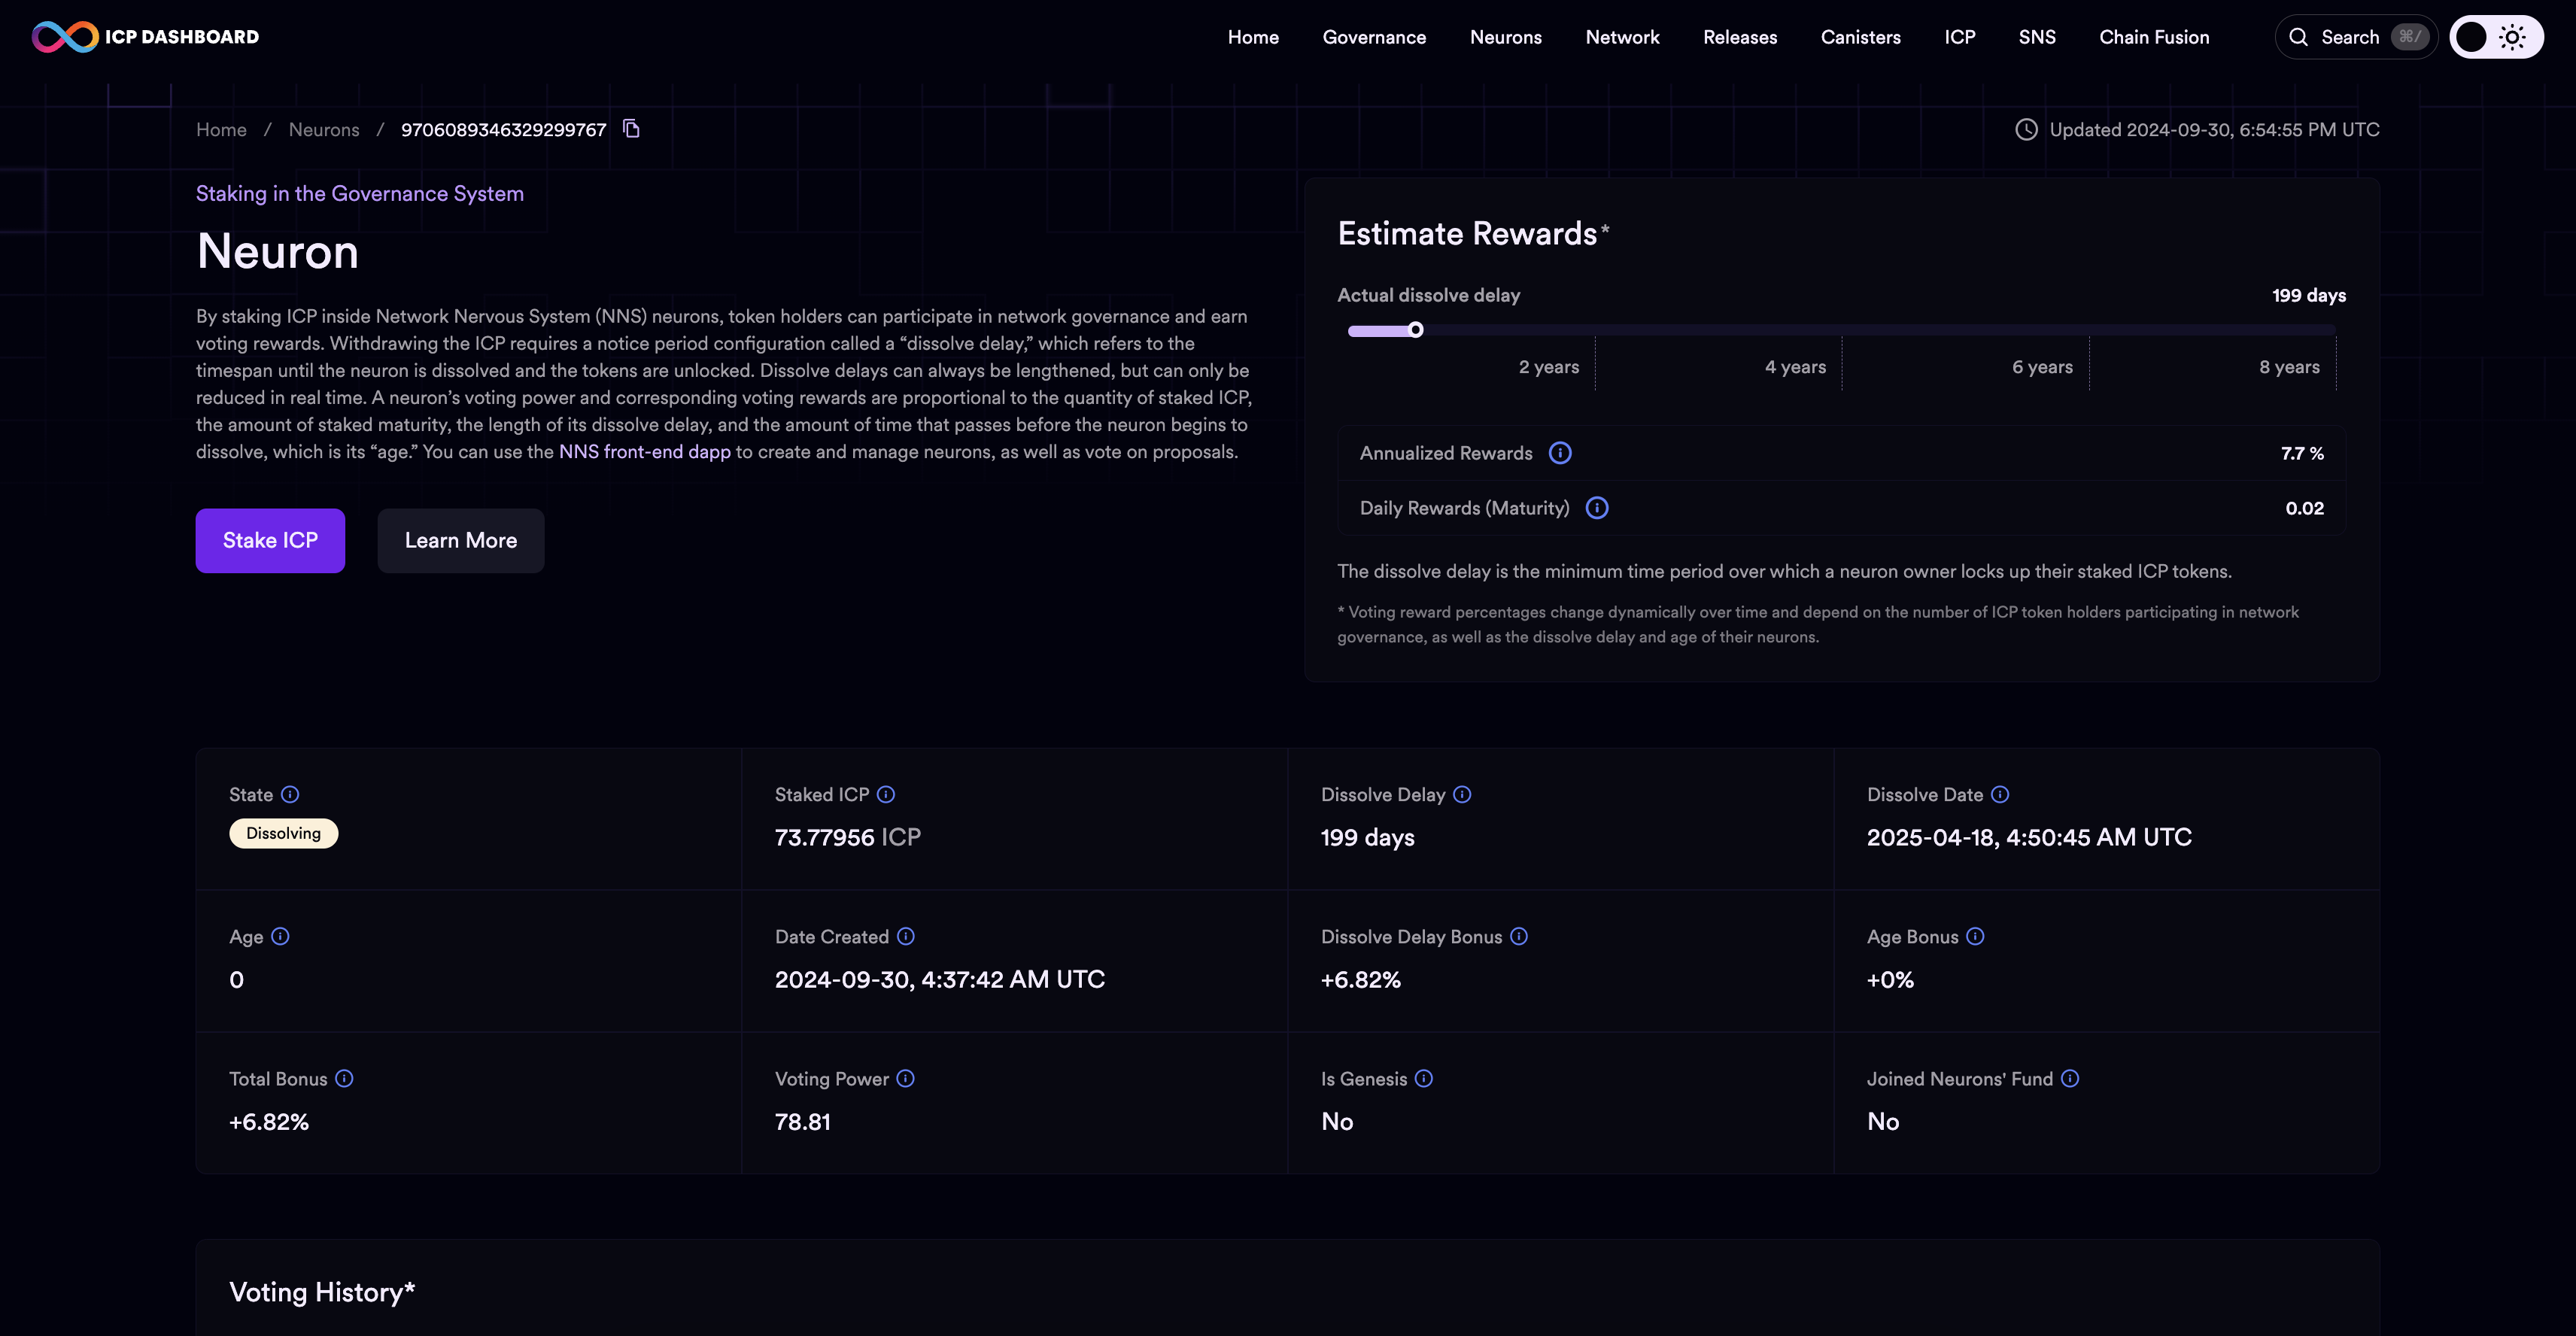 ICP DASHBOARD
Home Governance Neurons Network Releases Canisters ICP SNS Chain Fusion Search ⌘/
Home / Neurons / 9706089346329299767
Updated 2024-09-30, 6:54:55 PM UTC
Staking in the Governance System
Neuron
By staking ICP inside Network Nervous System (NNS) neurons, token holders can participate in network governance and earn
voting rewards. Withdrawing the ICP requires a notice period configuration called a “dissolve delay,” which refers to the
timespan until the neuron is dissolved and the tokens are unlocked. Dissolve delays can always be lengthened, but can only be
reduced in real time. A neuron’s voting power and corresponding voting rewards are proportional to the quantity of staked ICP,
the amount of staked maturity, the length of its dissolve delay, and the amount of time that passes before the neuron begins to
dissolve, which is its “age.” You can use the NNS front-end dapp to create and manage neurons, as well as vote on proposals.
Stake ICP Learn More
Estimate Rewards*
Actual dissolve delay 199 days
2 years 4 years 6 years 8 years
Annualized Rewards 7.7 %
Daily Rewards (Maturity) 0.02
The dissolve delay is the minimum time period over which a neuron owner locks up their staked ICP tokens.
* Voting reward percentages change dynamically over time and depend on the number of ICP token holders participating in network
governance, as well as the dissolve delay and age of their neurons.
State Staked ICP Dissolve Delay Dissolve Date
Dissolving 73.77956 ICP 199 days 2025-04-18, 4:50:45 AM UTC
Age Date Created Dissolve Delay Bonus Age Bonus
0 2024-09-30, 4:37:42 AM UTC +6.82% +0%
Total Bonus Voting Power Is Genesis Joined Neurons' Fund
+6.82% 78.81 No No
Voting History*